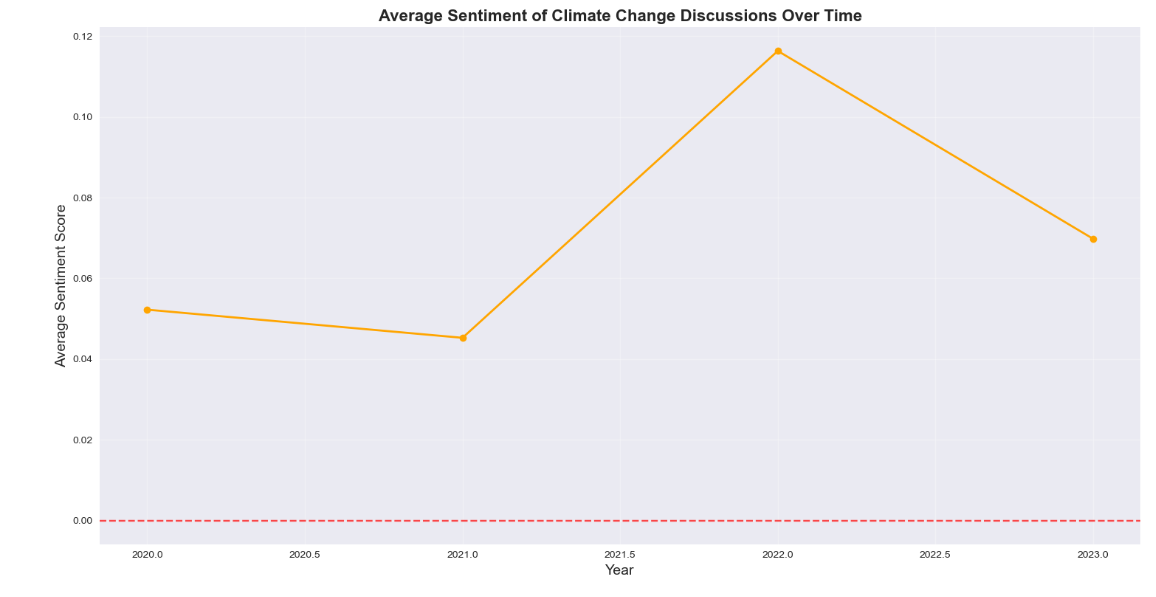 Average Sentiment of Climate Change Discussions Over Time
0.12
0.10
0.08
0.06
0.04
0.02
0.00
Average Sentiment Score
2020.0 2020.5 2021.0 2021.5 2022.0 2022.5 2023.0
Year